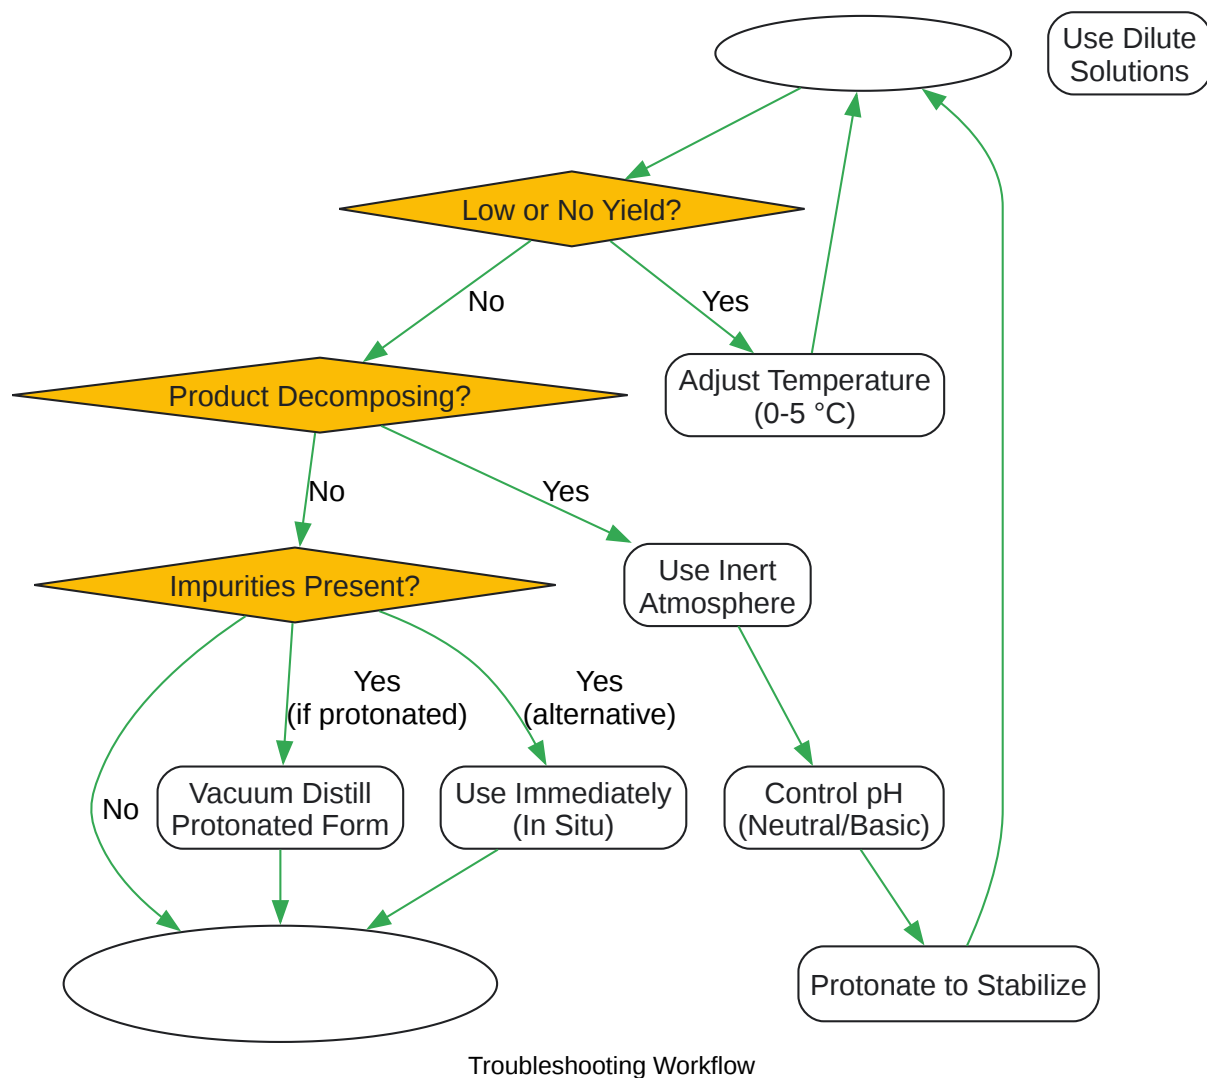 Use Dilute
Solutions
Low or No Yield?
No
Yes
Product Decomposing?
Adjust Temperature
(0-5 °C)
No
Yes
Impurities Present?
Use Inert
Atmosphere
Yes
(if protonated)
Yes
(alternative)
No
Vacuum Distill
Protonated Form
Use Immediately
(In Situ)
Control pH
(Neutral/Basic)
Protonate to Stabilize
Troubleshooting Workflow